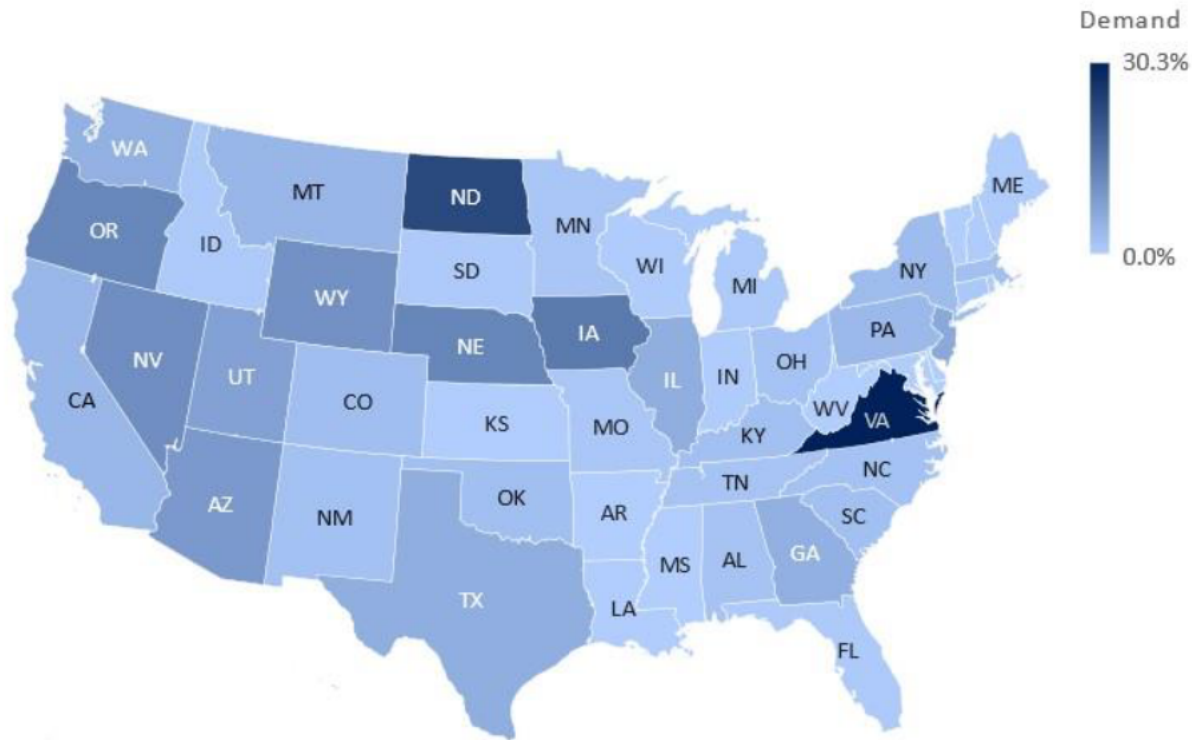 Demand
30.3%
0.0%
WA
MT
ND
MN
ME
OR
ID
SD
WI
MI
NY
WY
NV
UT
NE
IA
PA
CA
CO
KS
MO
IL
IN
OH
WV
VA
KY
AZ
NM
OK
AR
TN
NC
SC
TX
LA
MS
AL
GA
FL